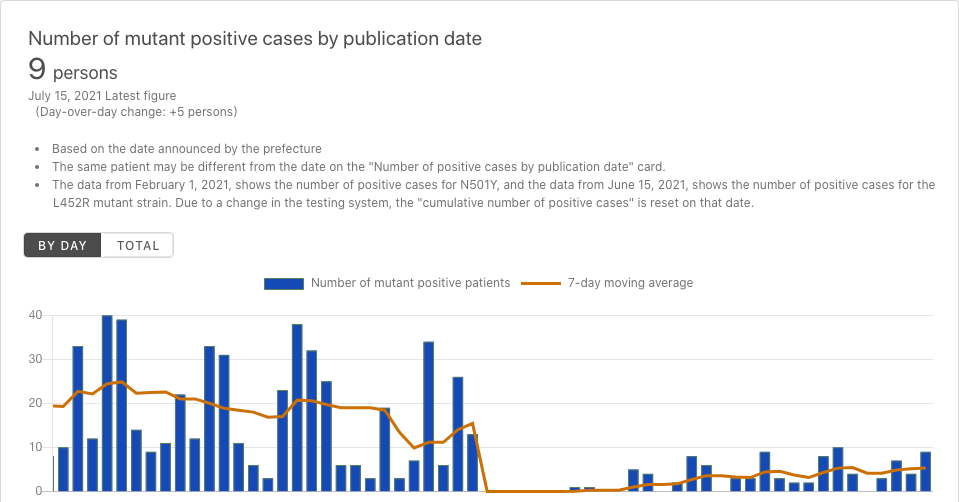 Number of mutant positive cases by publication date
9 persons
July 15, 2021 Latest figure
(Day-over-day change: +5 persons)
• Based on the date announced by the prefecture
• The same patient may be different from the date on the "Number of positive cases by publication date" card.
• The data from February 1, 2021, shows the number of positive cases for N501Y, and the data from June 15, 2021, shows the number of positive cases for the
L452R mutant strain. Due to a change in the testing system, the "cumulative number of positive cases" is reset on that date.
BY DAY TOTAL
Number of mutant positive patients 7-day moving average
40
30
20
10
0